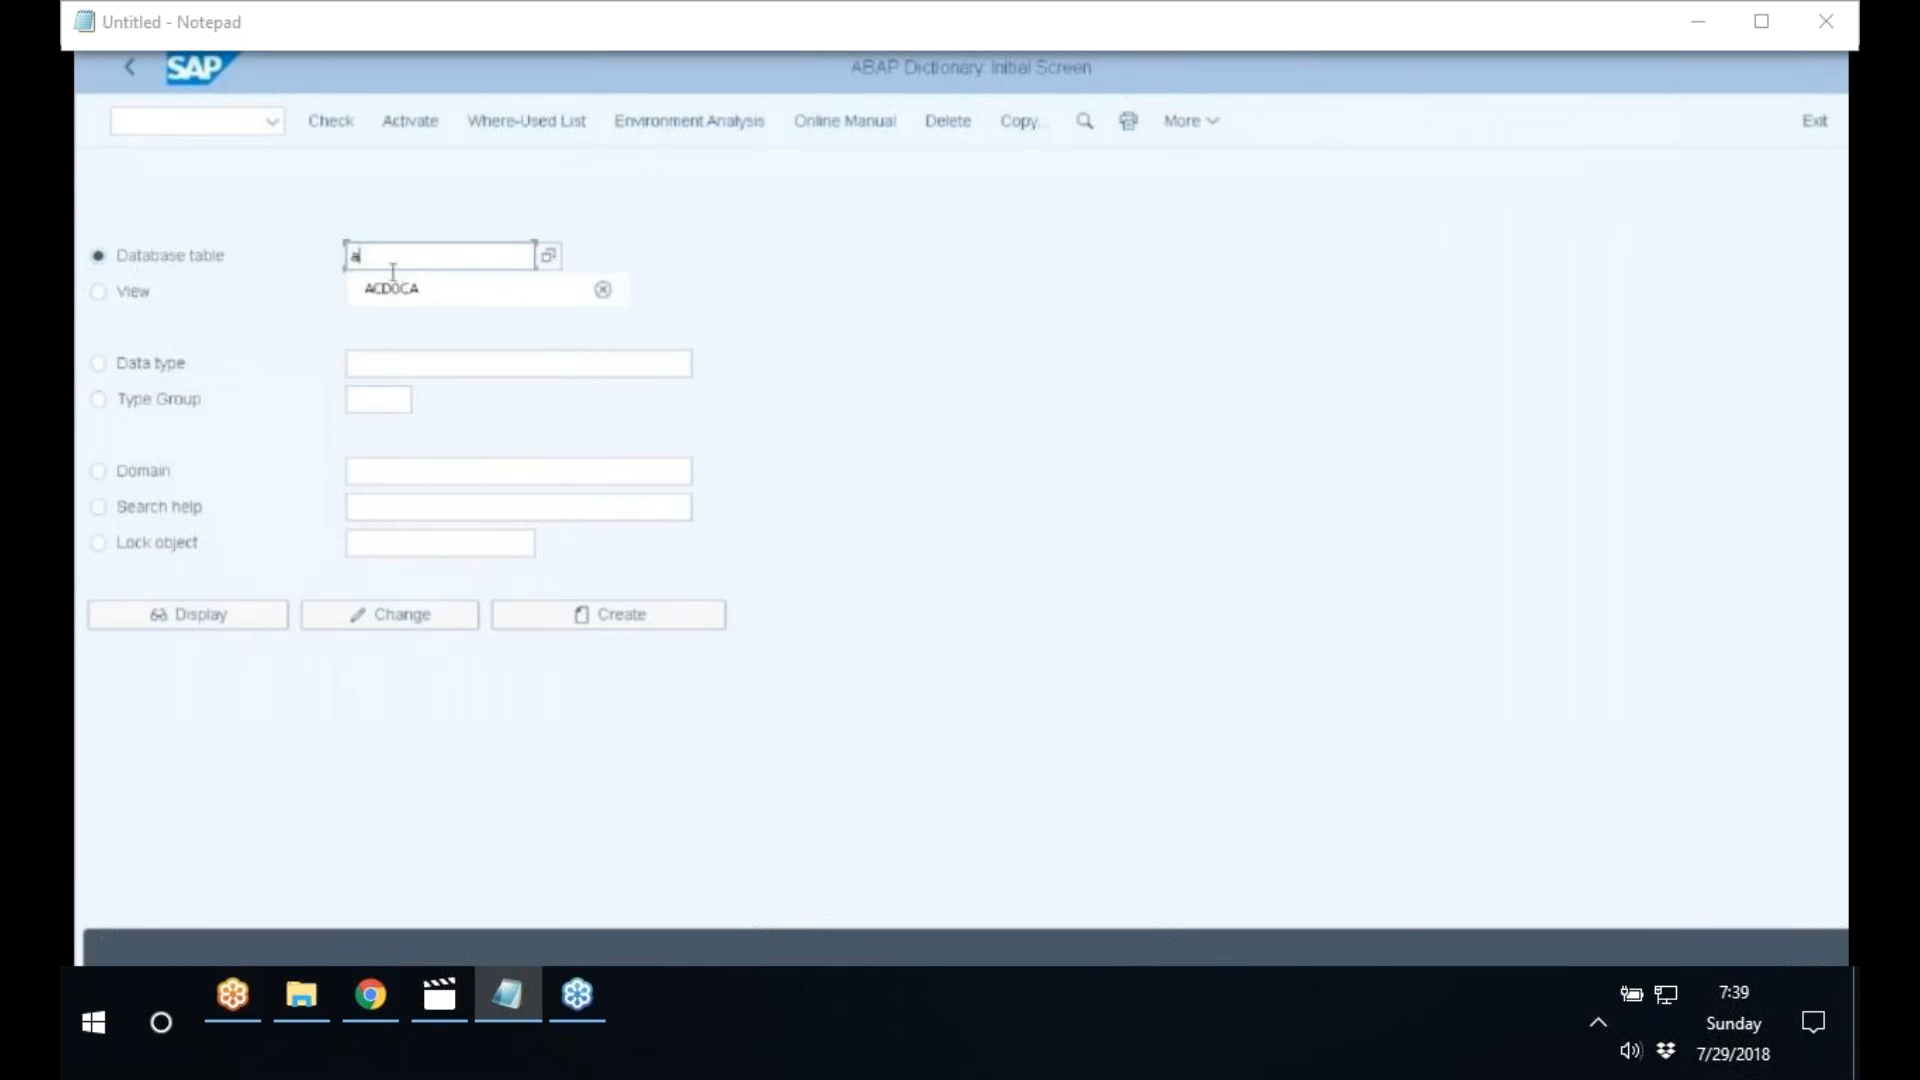 Untitled - Notepad
SAP
ABAP Dictionary: Initial Screen
Check Activate Where-Used List Environment Analysis Online Manual Delete Copy... More Exit
Database table a
View ACDOCA
Data type
Type Group
Domain
Search help
Lock object
Display Change Create
7:39
Sunday
7/29/2018